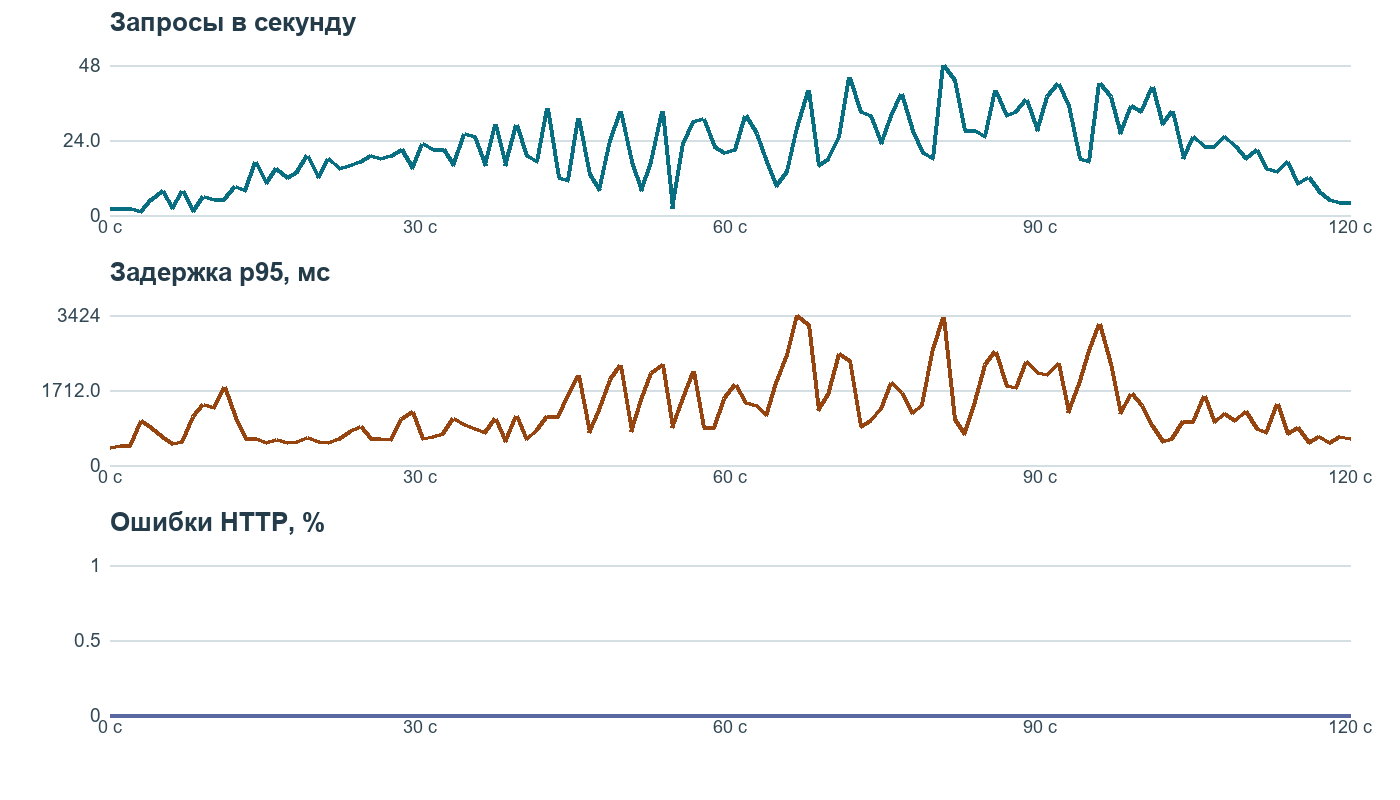 Запросы в секунду
48
24.0
0
0 с 30 с 60 с 90 с 120 с
Задержка p95, мс
3424
1712.0
0
0 с 30 с 60 с 90 с 120 с
Ошибки HTTP, %
1
0.5
0
0 с 30 с 60 с 90 с 120 с